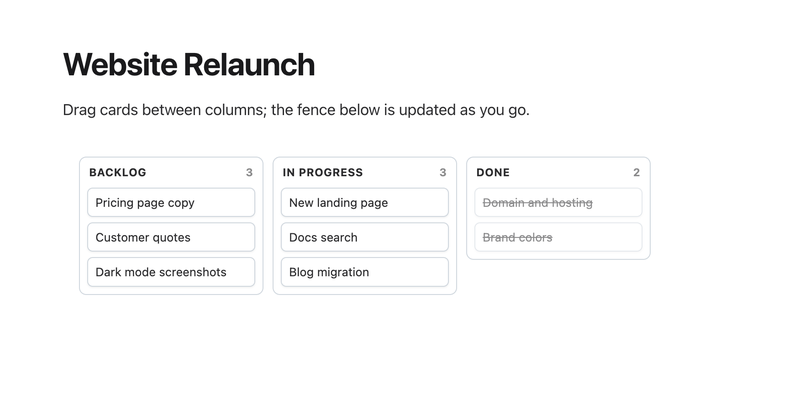 Website Relaunch
Drag cards between columns; the fence below is updated as you go.
BACKLOG 3
Pricing page copy
Customer quotes
Dark mode screenshots
IN PROGRESS 3
New landing page
Docs search
Blog migration
DONE 2
Domain and hosting
Brand colors